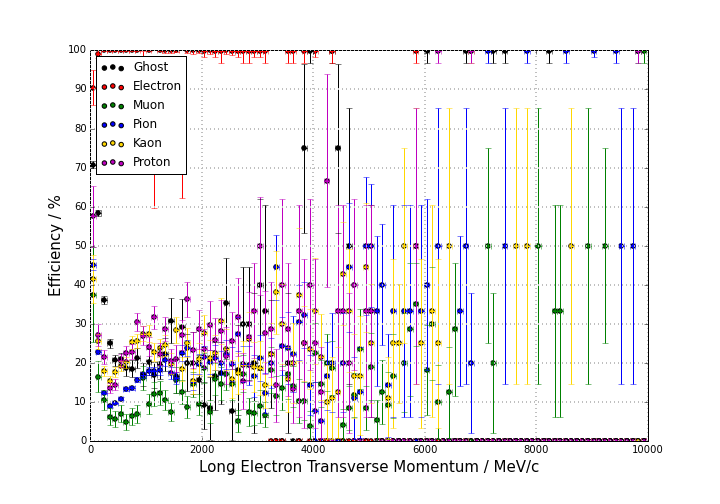 100
90
80
70
60
50
40
30
20
10
0
Efficiency / %
Ghost
Electron
Muon
Pion
Kaon
Proton
0
2000
4000
6000
8000
10000
Long Electron Transverse Momentum / MeV/c